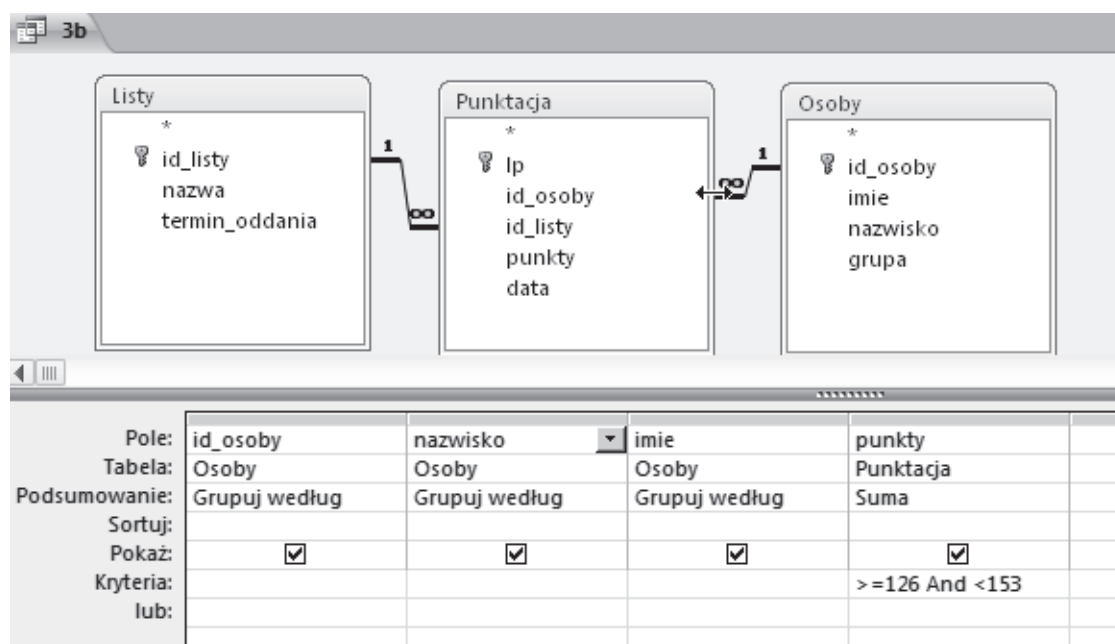 3b
Listy
*
id_listy
nazwa
termin_oddania
1
∞
Punktacja
*
lp
id_osoby
id_listy
punkty
data
∞
1
Osoby
*
id_osoby
imie
nazwisko
grupa
Pole: id_osoby nazwisko imie punkty
Tabela: Osoby Osoby Osoby Punktacja
Podsumowanie: Grupuj według Grupuj według Grupuj według Suma
Sortuj:
Pokaż:
Kryteria: >=126 And <153
lub: